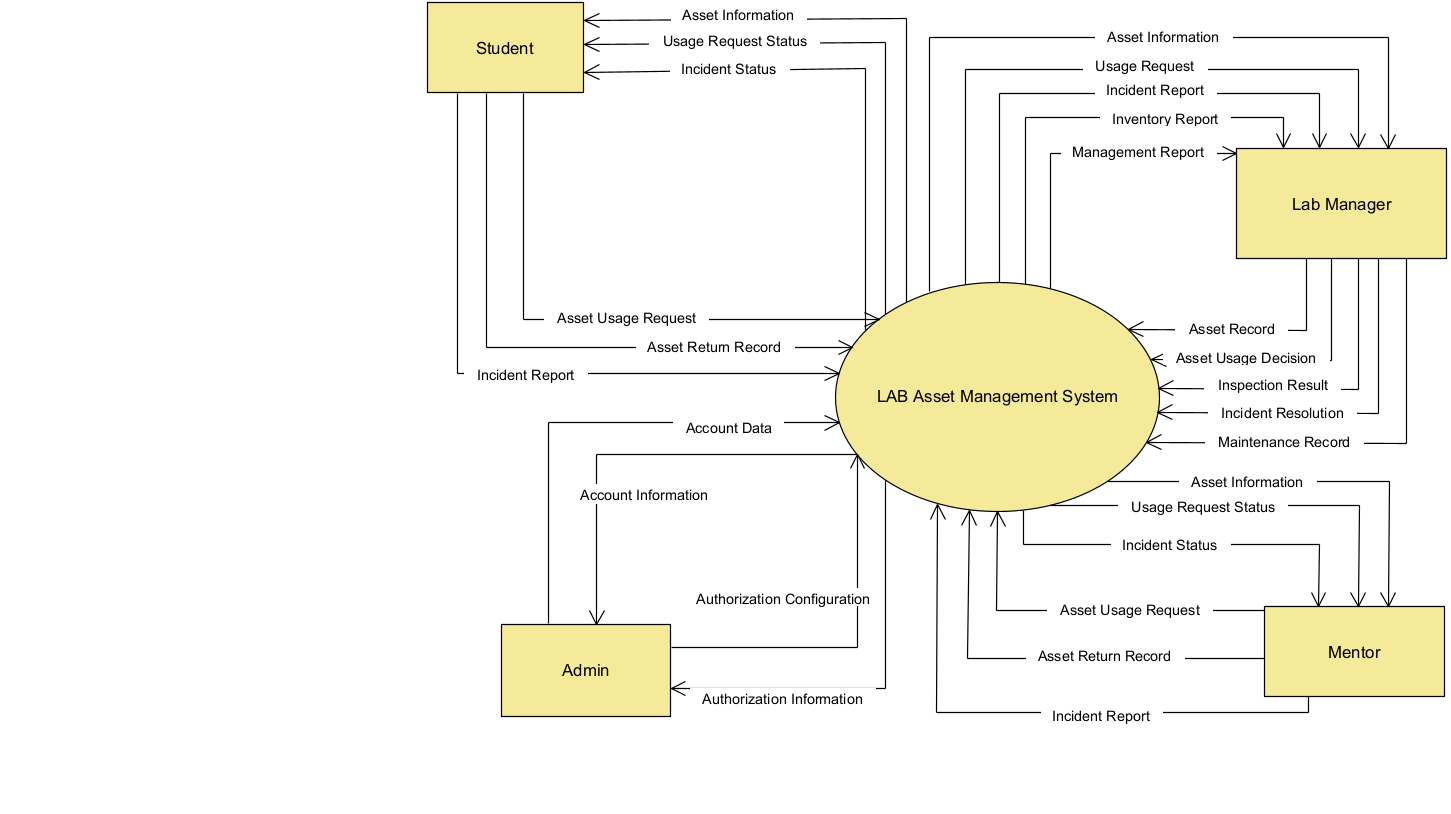 Asset Information
Student
Usage Request Status
Incident Status
Asset Information
Usage Request
Incident Report
Inventory Report
Management Report
Lab Manager
Asset Usage Request
Asset Return Record
Incident Report
Asset Record
Asset Usage Decision
Inspection Result
Incident Resolution
Maintenance Record
LAB Asset Management System
Account Data
Account Information
Authorization Configuration
Admin
Authorization Information
Asset Information
Usage Request Status
Incident Status
Asset Usage Request
Asset Return Record
Mentor
Incident Report